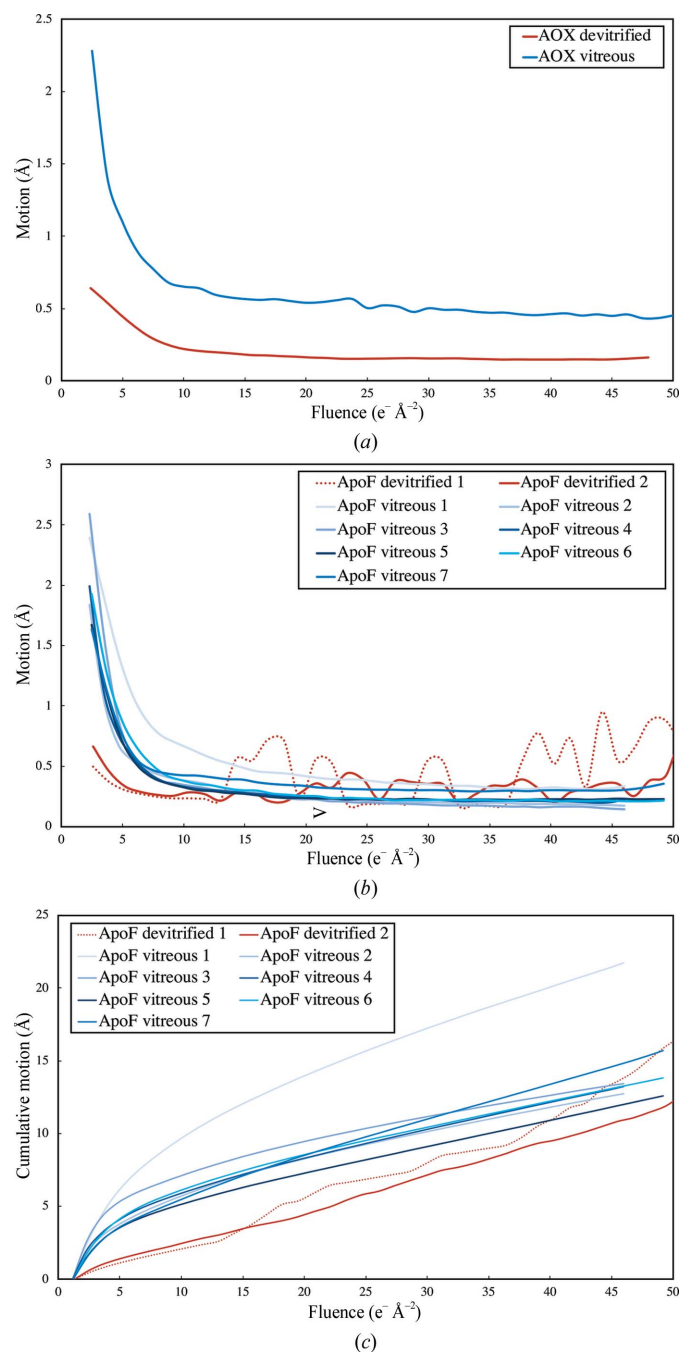 2.5
2
1.5
1
0.5
0
Motion (Å)
AOX devitrified
AOX vitreous
0 5 10 15 20 25 30 35 40 45 50
Fluence (e⁻ Å⁻²)
(a)
3
2.5
2
1.5
1
0.5
0
Motion (Å)
ApoF devitrified 1 ApoF devitrified 2
ApoF vitreous 1 ApoF vitreous 2
ApoF vitreous 3 ApoF vitreous 4
ApoF vitreous 5 ApoF vitreous 6
ApoF vitreous 7
V
0 5 10 15 20 25 30 35 40 45 50
Fluence (e⁻ Å⁻²)
(b)
25
20
15
10
5
0
Cumulative motion (Å)
ApoF devitrified 1 ApoF devitrified 2
ApoF vitreous 1 ApoF vitreous 2
ApoF vitreous 3 ApoF vitreous 4
ApoF vitreous 5 ApoF vitreous 6
ApoF vitreous 7
0 5 10 15 20 25 30 35 40 45 50
Fluence (e⁻ Å⁻²)
(c)